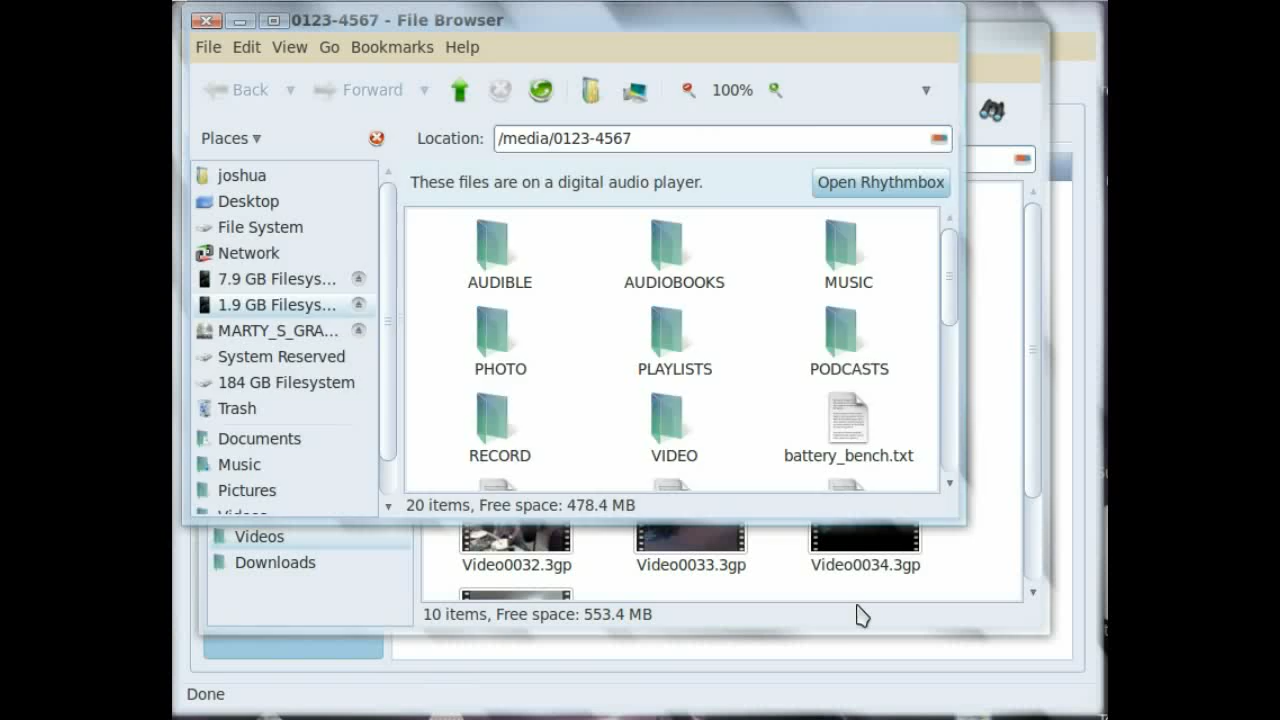 0123-4567 - File Browser
File Edit View Go Bookmarks Help
Back Forward 100%
Places Location: /media/0123-4567
These files are on a digital audio player. Open Rhythmbox
joshua
Desktop
File System
Network
7.9 GB Filesys...
1.9 GB Filesys...
MARTY_S_GRA...
System Reserved
184 GB Filesystem
Trash
Documents
Music
Pictures
Videos
AUDIBLE AUDIOBOOKS MUSIC
PHOTO PLAYLISTS PODCASTS
RECORD VIDEO battery_bench.txt
20 items, Free space: 478.4 MB
Videos
Downloads
Video0032.3gp Video0033.3gp Video0034.3gp
10 items, Free space: 553.4 MB
Done